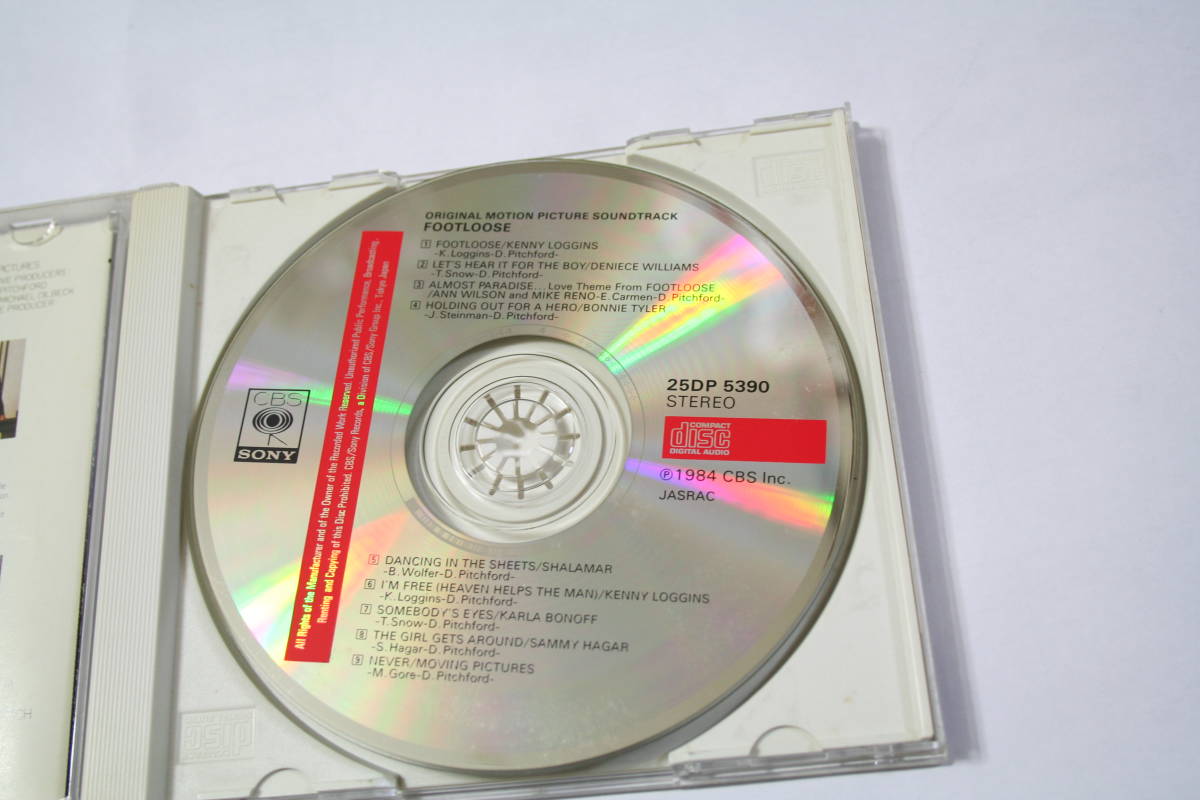 ORIGINAL MOTION PICTURE SOUNDTRACK
FOOTLOOSE
1 FOOTLOOSE/KENNY LOGGINS
-K. Loggins-D. Pitchford-
2 LET'S HEAR IT FOR THE BOY/DENIECE WILLIAMS
-T. Snow-D. Pitchford-
3 ALMOST PARADISE...Love Theme From FOOTLOOSE
/ANN WILSON and MIKE RENO-E. Carmen-D. Pitchford-
4 HOLDING OUT FOR A HERO/BONNIE TYLER
-J. Steinman-D. Pitchford-
All Rights of the Manufacturer and of the Owner of the Recorded Work Reserved. Unauthorized Public Performance, Broadcasting,
Renting and Copying of this Disc Prohibited. CBS/Sony Records, a Division of CBS/Sony Group Inc., Tokyo Japan
CBS
SONY
25DP 5390
STEREO
COMPACT
disc
DIGITAL AUDIO
℗1984 CBS Inc.
JASRAC
5 DANCING IN THE SHEETS/SHALAMAR
-B. Wolfer-D. Pitchford-
6 I'M FREE (HEAVEN HELPS THE MAN)/KENNY LOGGINS
-K. Loggins-D. Pitchford-
7 SOMEBODY'S EYES/KARLA BONOFF
-T. Snow-D. Pitchford-
8 THE GIRL GETS AROUND/SAMMY HAGAR
-S. Hagar-D. Pitchford-
9 NEVER/MOVING PICTURES
-M. Gore-D. Pitchford-
PICTURES
PRODUCERS
PITCHFORD
MICHAEL DILBECK
PRODUCER
disc